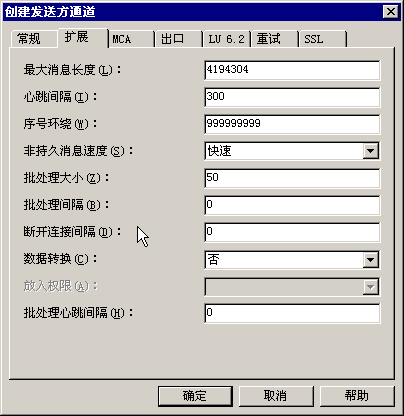 创建发送方通道
常规 扩展 MCA 出口 LU 6.2 重试 SSL
最大消息长度(L): 4194304
心跳间隔(I): 300
序号环绕(W): 999999999
非持久消息速度(S): 快速
批处理大小(Z): 50
批处理间隔(B): 0
断开连接间隔(D): 0
数据转换(C): 否
放入权限(A):
批处理心跳间隔(H): 0
确定 取消 帮助